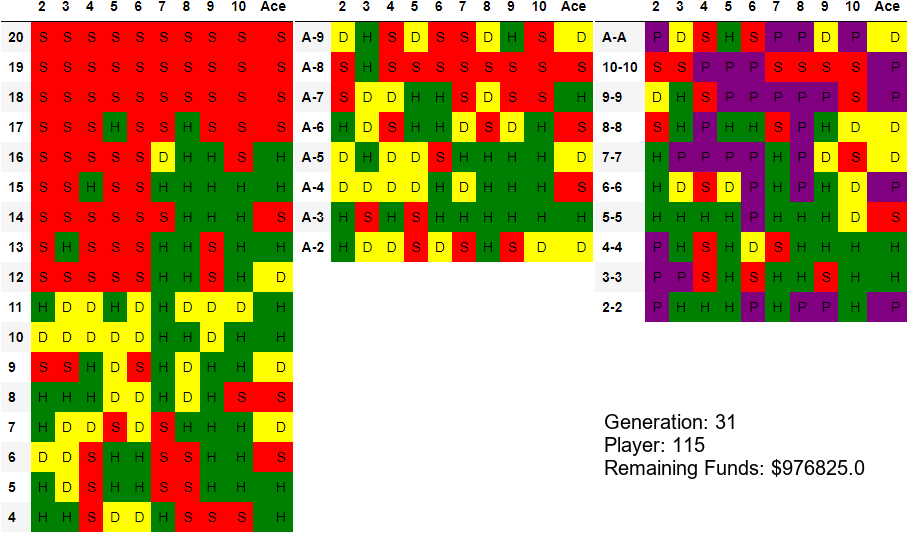 2 3 4 5 6 7 8 9 10 Ace
20 S S S S S S S S S S
19 S S S S S S S S S S
18 S S S S S S S S S S
17 S S S H S S H S S S
16 S S S S S D H H S H
15 S S H S S H H H H H
14 S S S S S S H H H S
13 S H S S S H H S H H
12 S S S S S H H S H D
11 H D D H D H D D D H
10 D D D D D H H D H H
9 S S H D S H D H H D
8 H H H D D H D H S S
7 H D D S D S H H H D
6 D D S H H S S H H S
5 H D S H H S S H H H
4 H H S D D H S S S H
2 3 4 5 6 7 8 9 10 Ace
A-9 D H S D S S D H S D
A-8 S H S S S S S S S S
A-7 S D D H H S D S S H
A-6 H D S H H D S D H S
A-5 D H D D S H H H H D
A-4 D D D D H D H H H S
A-3 H S H S H H H H H H
A-2 H D D S D S H S D D
2 3 4 5 6 7 8 9 10 Ace
A-A P D S H S P P D P D
10-10 S S P P P S S S S P
9-9 D H S P P P P P S P
8-8 S H P H H S P H D D
7-7 H P P P P H P D S D
6-6 H D S D P H P H D P
5-5 H H H H P H H H D S
4-4 P H S H D S H H H H
3-3 P P S H S H H S H H
2-2 P H H H P H P P H P
Generation: 31
Player: 115
Remaining Funds: $976825.0